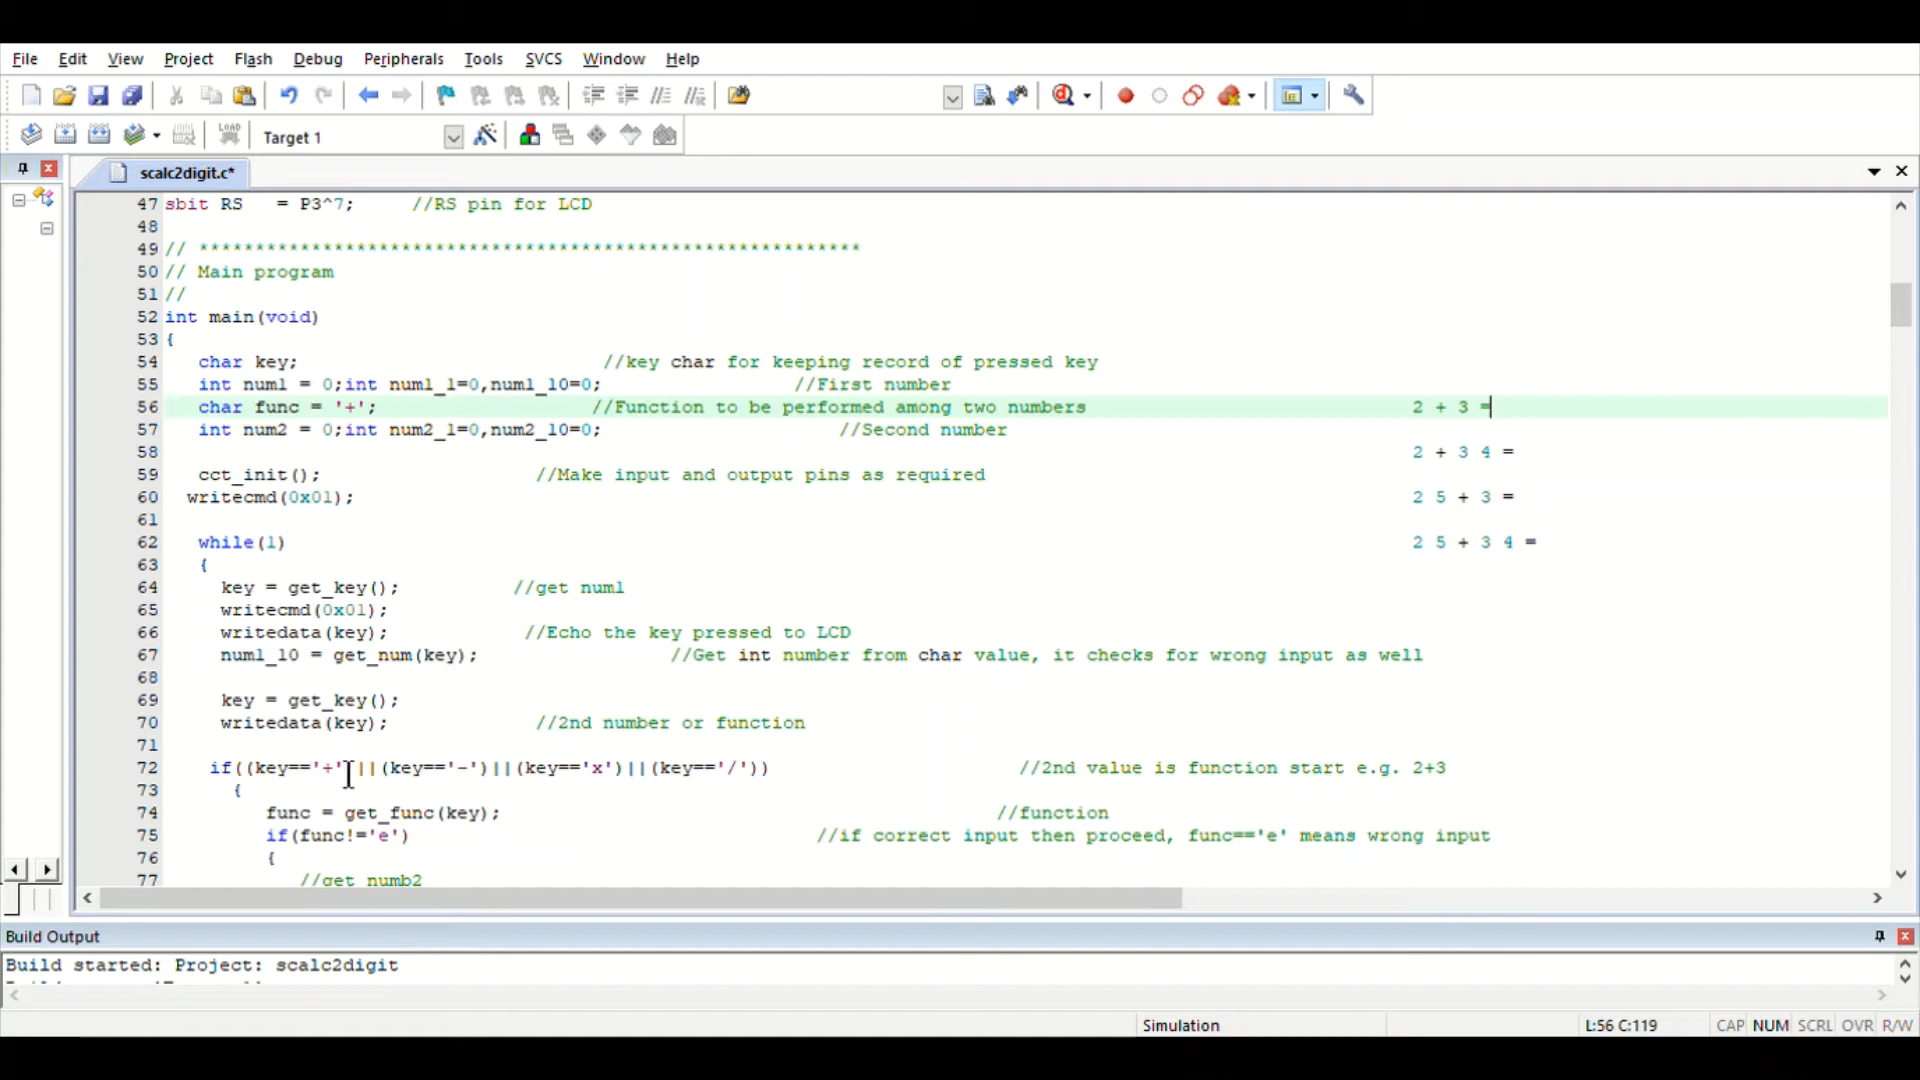 File Edit View Project Flash Debug Peripherals Tools SVCS Window Help
LOAD Target 1
scalc2digit.c*
47 sbit RS = P3^7; //RS pin for LCD
48
49 // ***********************************************************
50 // Main program
51 //
52 int main(void)
53 {
54 char key; //key char for keeping record of pressed key
55 int num1 = 0;int num1_1=0,num1_10=0; //First number
56 char func = '+'; //Function to be performed among two numbers 2 + 3 =
57 int num2 = 0;int num2_1=0,num2_10=0; //Second number
58 2 + 3 4 =
59 cct_init(); //Make input and output pins as required
60 writecmd(0x01); 2 5 + 3 =
61
62 while(1) 2 5 + 3 4 =
63 {
64 key = get_key(); //get num1
65 writecmd(0x01);
66 writedata(key); //Echo the key pressed to LCD
67 num1_10 = get_num(key); //Get int number from char value, it checks for wrong input as well
68
69 key = get_key();
70 writedata(key); //2nd number or function
71
72 if((key=='+')||(key=='-')||(key=='x')||(key=='/')) //2nd value is function start e.g. 2+3
73 {
74 func = get_func(key); //function
75 if(func!='e') //if correct input then proceed, func=='e' means wrong input
76 {
77 //get numb2
Build Output
Build started: Project: scalc2digit
Simulation L:56 C:119 CAP NUM SCRL OVR R/W